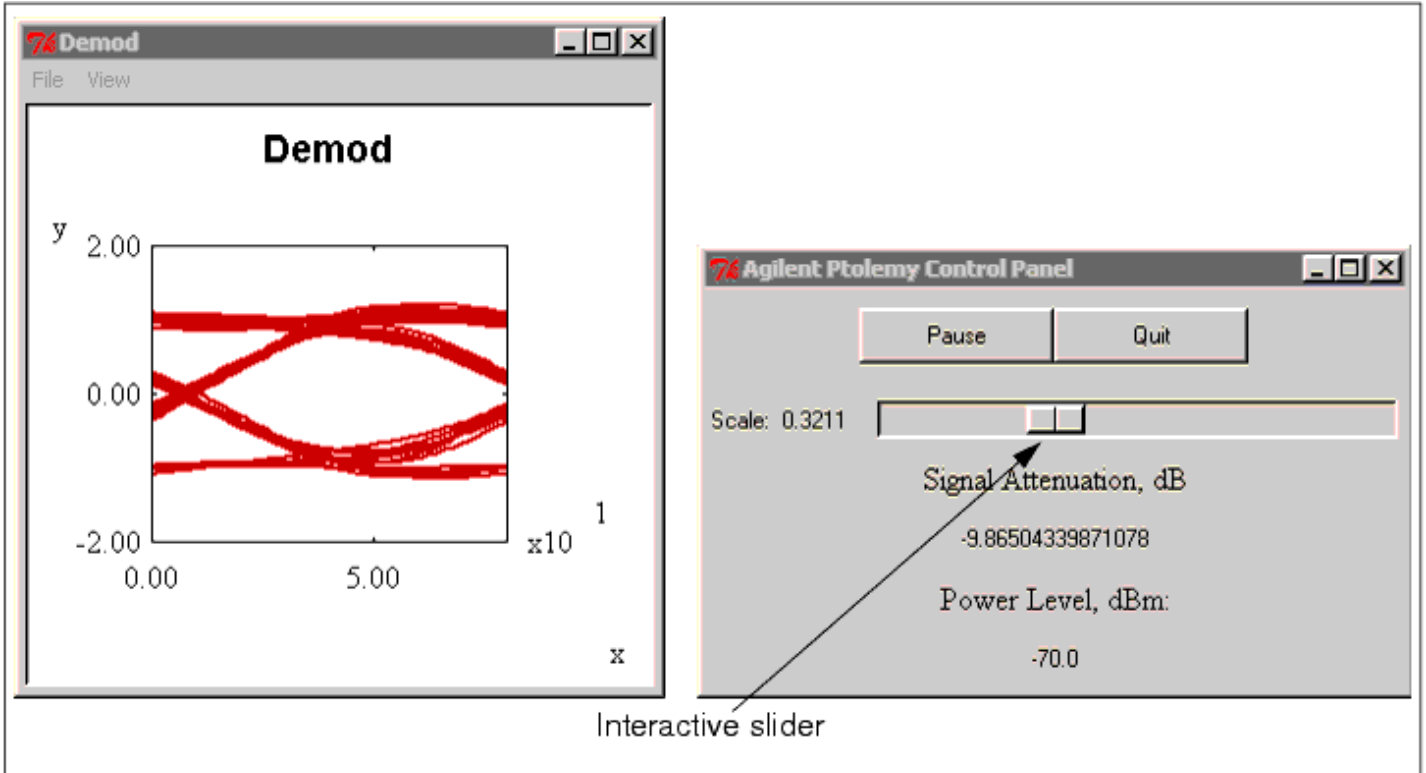 Demod
File View
Demod
y
2.00
0.00
-2.00
0.00
5.00
x10
1
x
Agilent Ptolemy Control Panel
Pause
Quit
Scale: 0.3211
Signal Attenuation, dB
-9.86504339871078
Power Level, dBm:
-70.0
Interactive slider